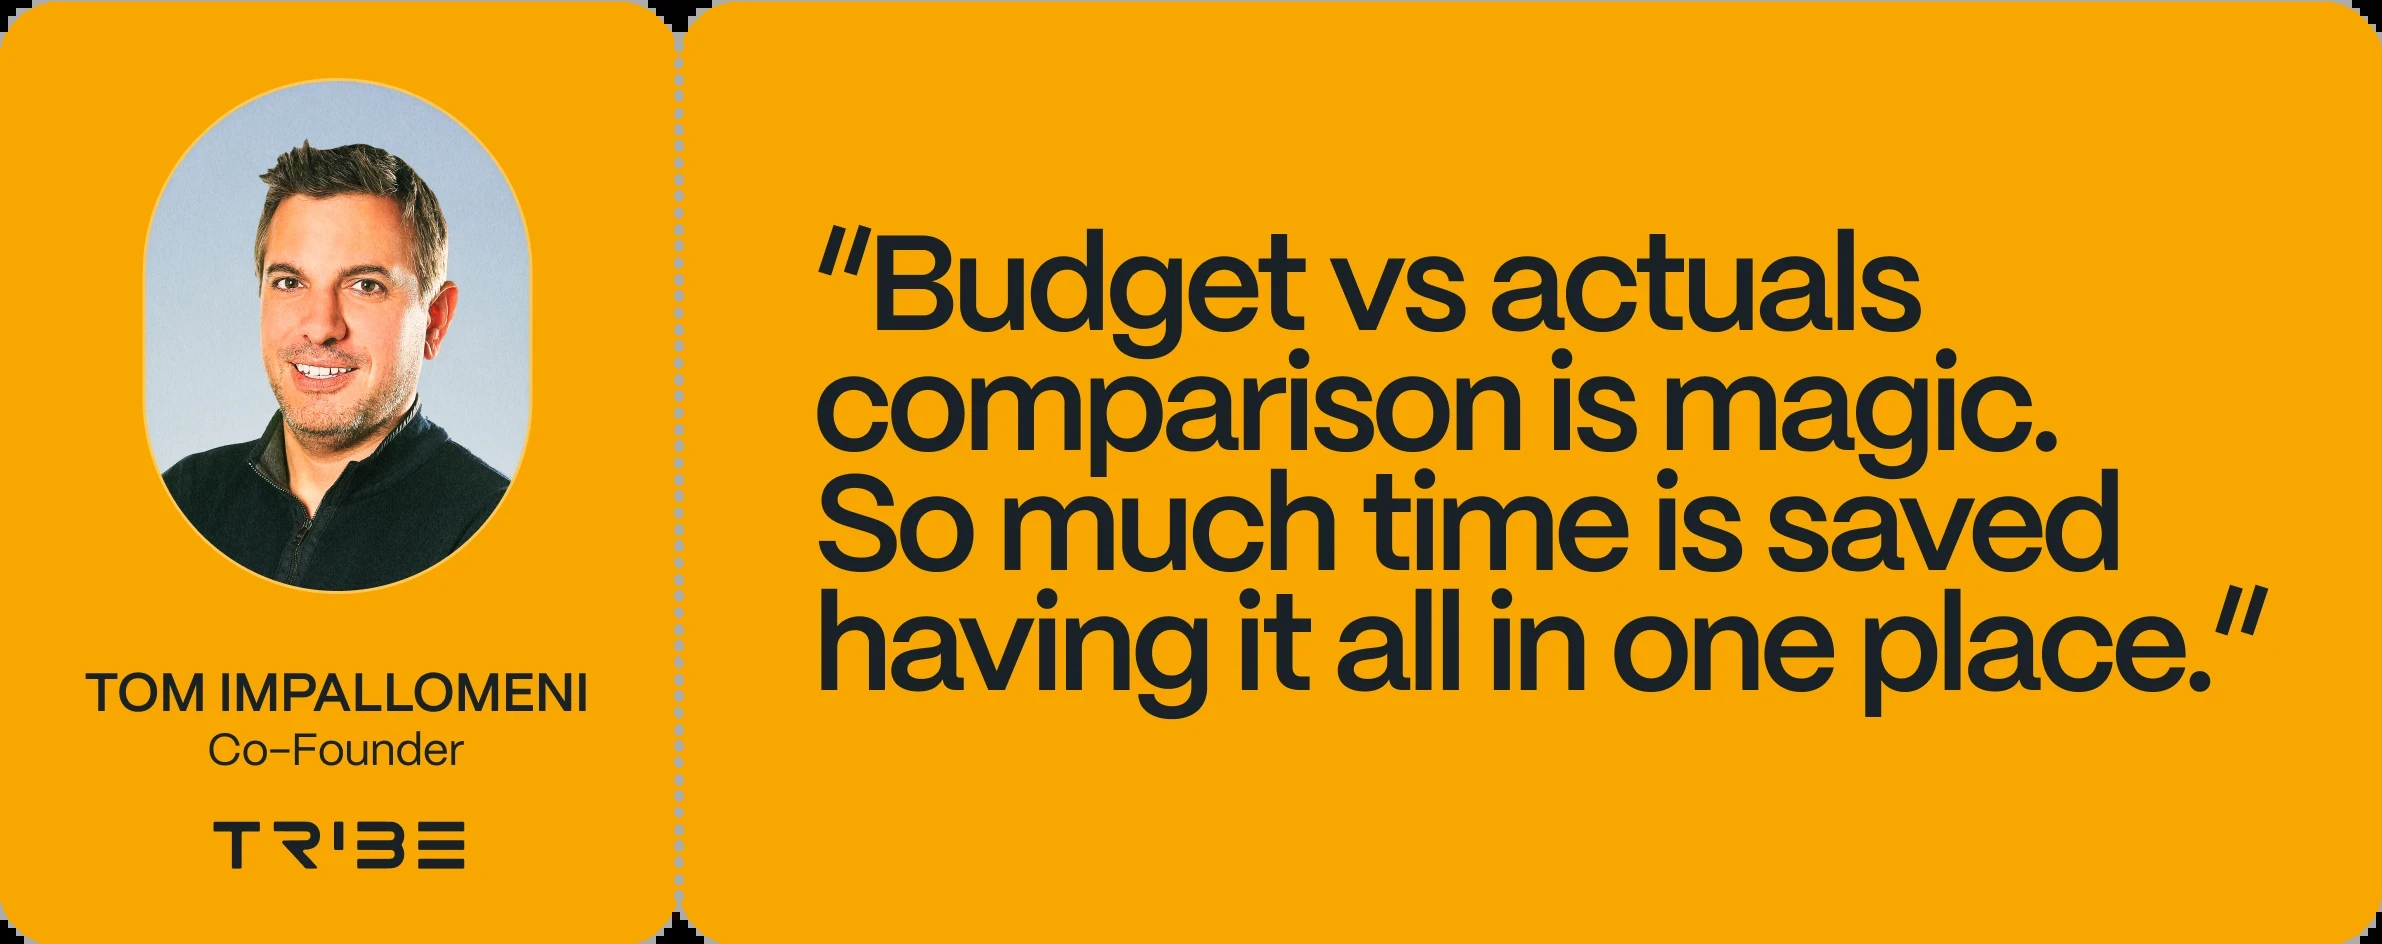 TOM IMPALLOMENI
Co-Founder
TRIBE
"Budget vs actuals
comparison is magic.
So much time is saved
having it all in one place."